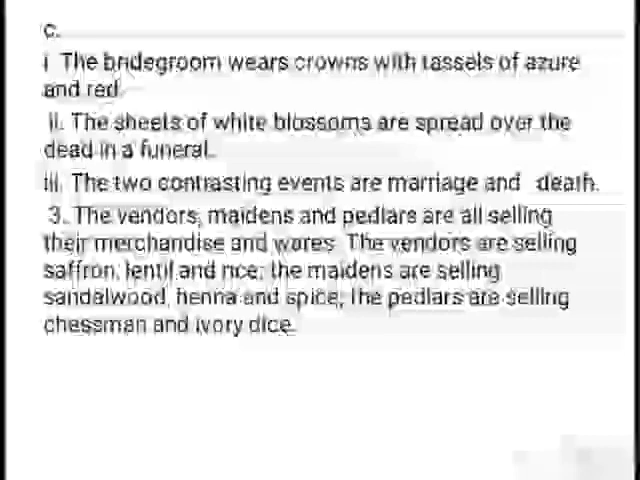 c.
i. The bridegroom wears crowns with tassels of azure
and red.
ii. The sheets of white blossoms are spread over the
dead in a funeral.
iii. The two contrasting events are marriage and death.
3. The vendors, maidens and pedlars are all selling
their merchandise and wares. The vendors are selling
saffron, lentil and rice; the maidens are selling
sandalwood, henna and spice; the pedlars are selling
chessman and ivory dice.